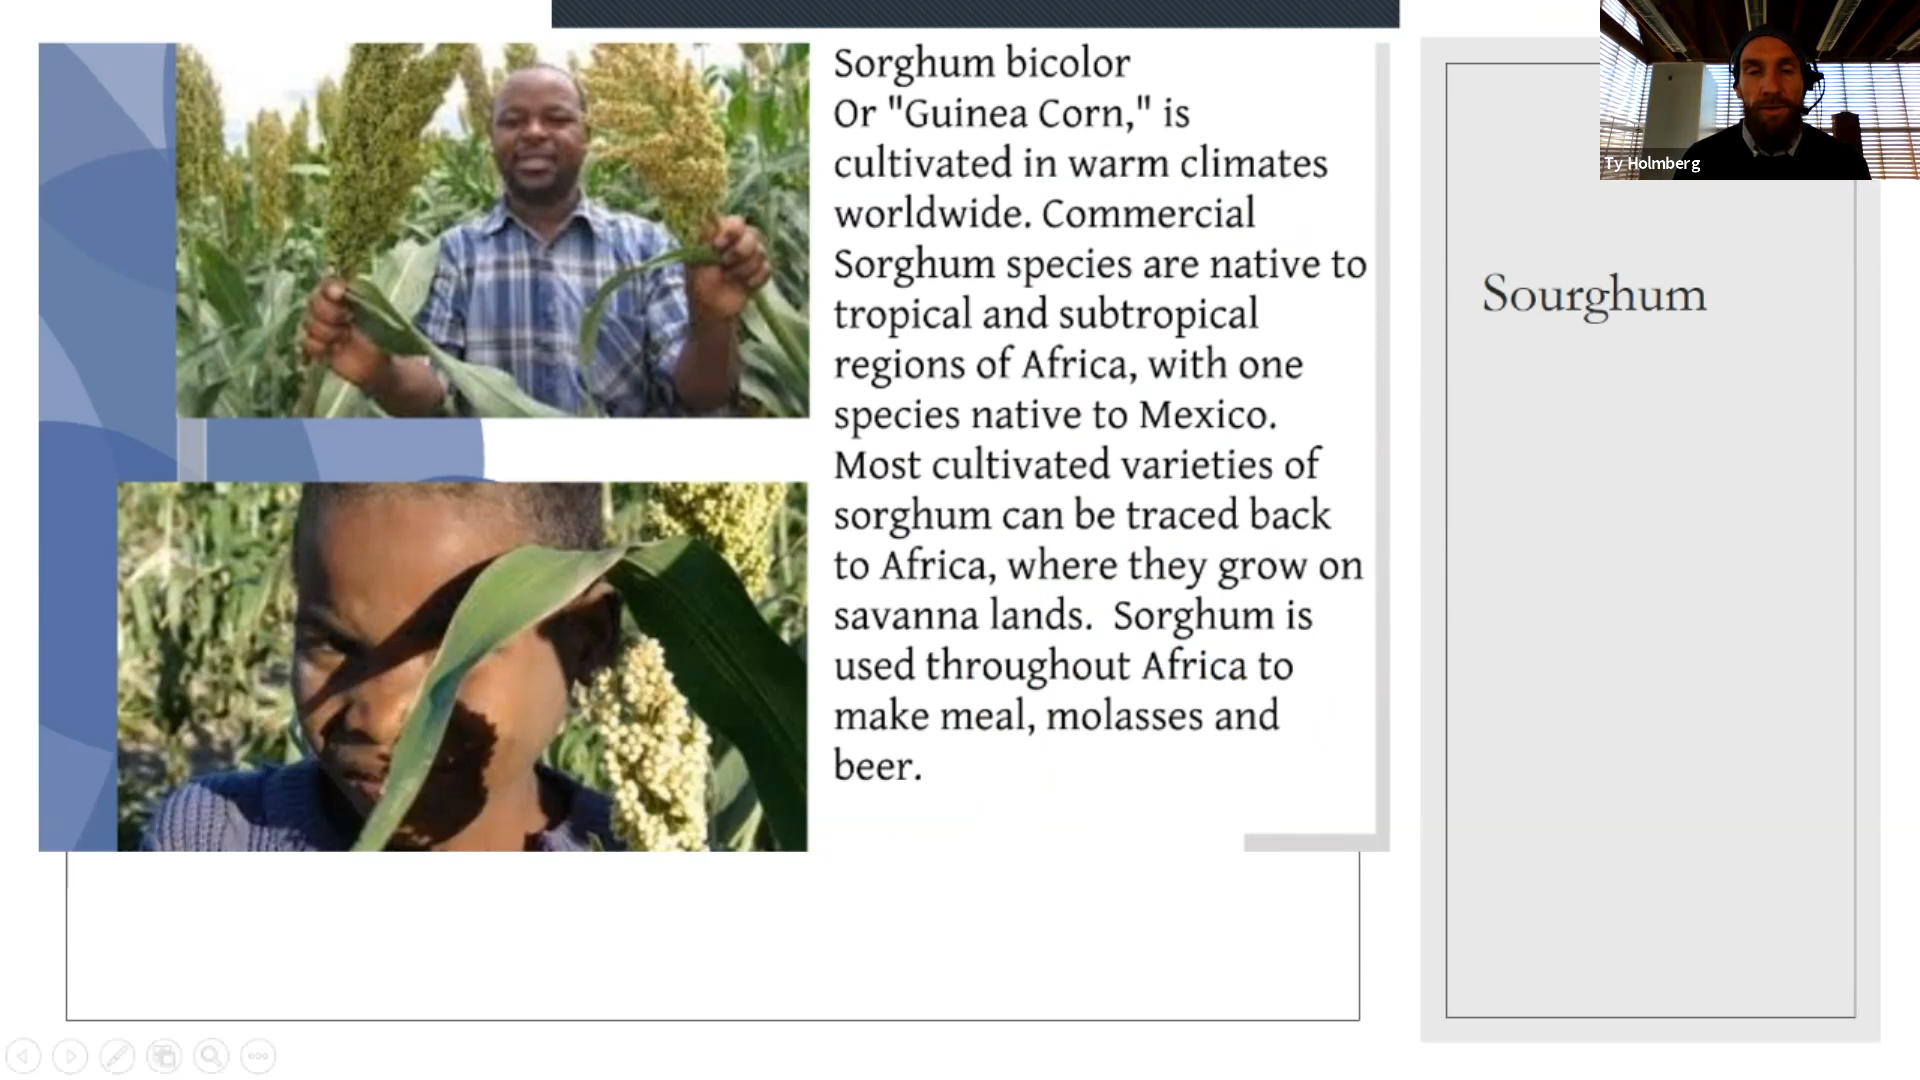 Sorghum bicolor
Or "Guinea Corn," is
cultivated in warm climates
worldwide. Commercial
Sorghum species are native to
tropical and subtropical
regions of Africa, with one
species native to Mexico.
Most cultivated varieties of
sorghum can be traced back
to Africa, where they grow on
savanna lands.  Sorghum is
used throughout Africa to
make meal, molasses and
beer.
Sourghum
Ty Holmberg